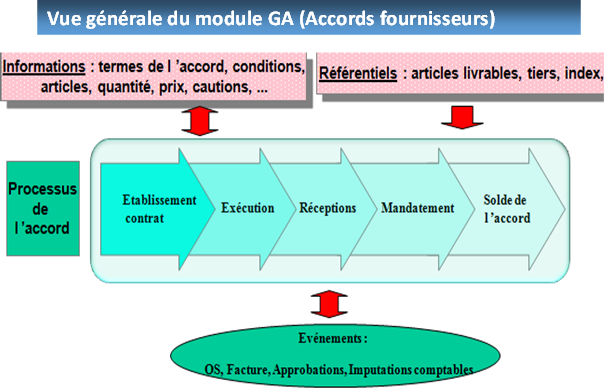 Vue générale du module GA (Accords fournisseurs)
Informations : termes de l 'accord, conditions,
articles, quantité, prix, cautions, ...
Référentiels : articles livrables, tiers, index,
Processus
de
l 'accord
Etablissement
contrat
Exécution
Réceptions
Mandatement
Solde de
l 'accord
Evénements :
OS, Facture, Approbations, Imputations comptables